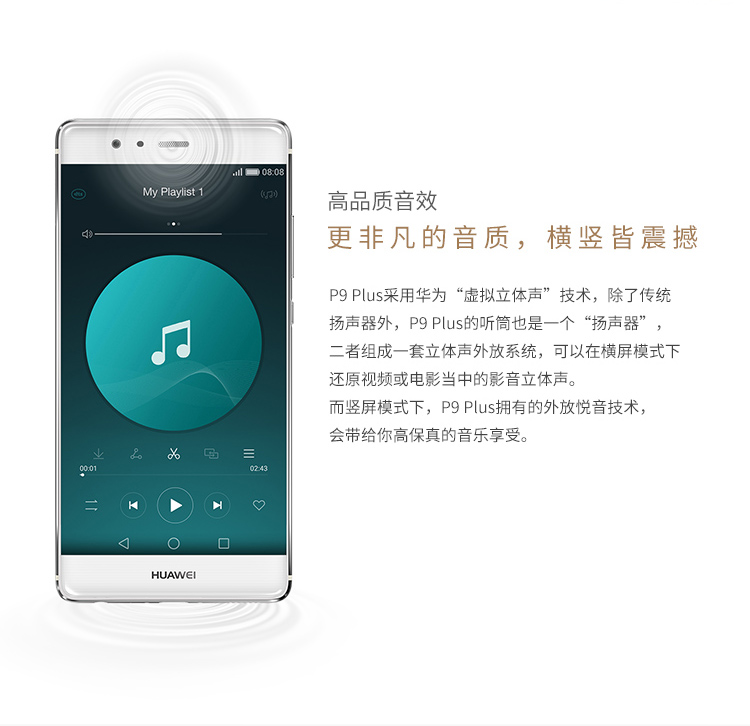 08:08
My Playlist 1
00:01
02:43
HUAWEI
高品质音效
更非凡的音质，横竖皆震撼
P9 Plus采用华为“虚拟立体声”技术，除了传统
扬声器外，P9 Plus的听筒也是一个“扬声器”，
二者组成一套立体声外放系统，可以在横屏模式下
还原视频或电影当中的影音立体声。
而竖屏模式下，P9 Plus拥有的外放悦音技术，
会带给你高保真的音乐享受。